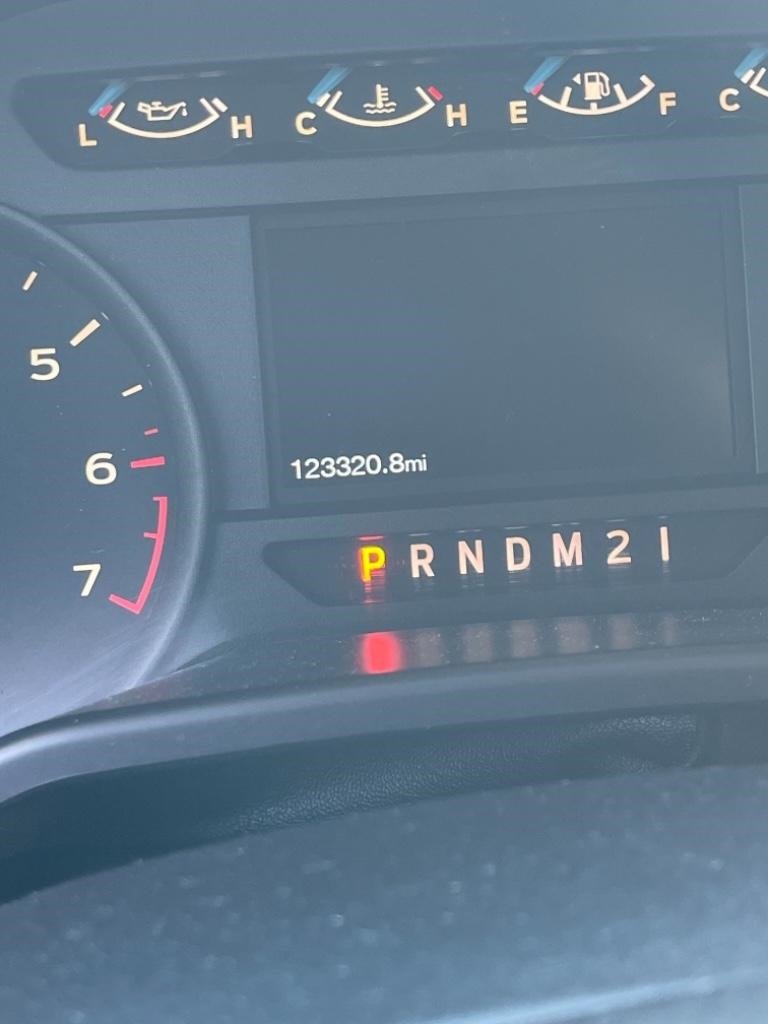 L H C H E F C
5
6
7
123320.8mi
P R N D M 2 1